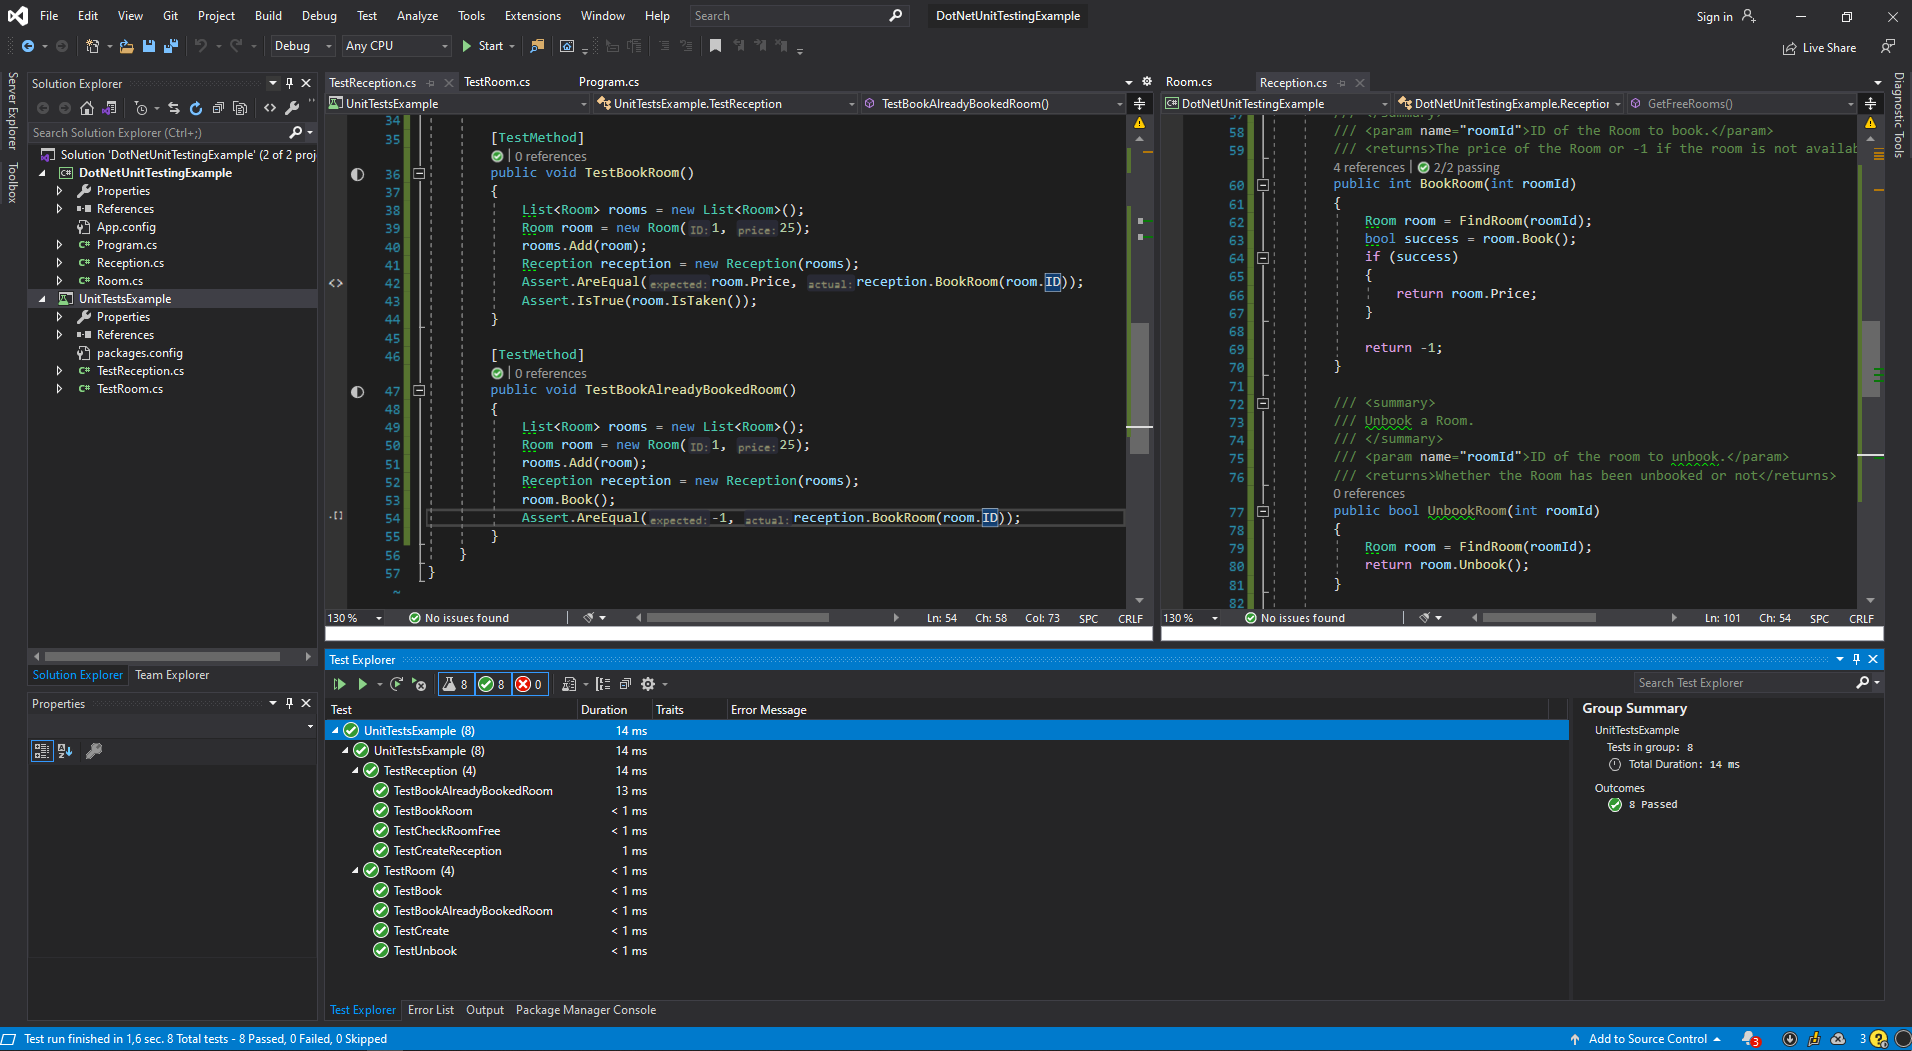 File Edit View Git Project Build Debug Test Analyze Tools Extensions Window Help Search DotNetUnitTestingExample Sign in
Debug Any CPU Start Live Share
Server Explorer
Toolbox
Solution Explorer
Search Solution Explorer (Ctrl+;)
Solution 'DotNetUnitTestingExample' (2 of 2 proj
DotNetUnitTestingExample
Properties
References
App.config
Program.cs
Reception.cs
Room.cs
UnitTestsExample
Properties
References
packages.config
TestReception.cs
TestRoom.cs
Solution Explorer Team Explorer
Properties
TestReception.cs TestRoom.cs Program.cs
UnitTestsExample UnitTestsExample.TestReception TestBookAlreadyBookedRoom()
34
35 [TestMethod]
0 references
36 public void TestBookRoom()
37 {
38 List<Room> rooms = new List<Room>();
39 Room room = new Room(ID: 1, price: 25);
40 rooms.Add(room);
41 Reception reception = new Reception(rooms);
42 Assert.AreEqual(expected: room.Price, actual: reception.BookRoom(room.ID));
43 Assert.IsTrue(room.IsTaken());
44 }
45
46 [TestMethod]
0 references
47 public void TestBookAlreadyBookedRoom()
48 {
49 List<Room> rooms = new List<Room>();
50 Room room = new Room(ID: 1, price: 25);
51 rooms.Add(room);
52 Reception reception = new Reception(rooms);
53 room.Book();
54 Assert.AreEqual(expected: -1, actual: reception.BookRoom(room.ID));
55 }
56 }
57 }
~
130 % No issues found Ln: 54 Ch: 58 Col: 73 SPC CRLF
Room.cs Reception.cs
DotNetUnitTestingExample DotNetUnitTestingExample.Reception GetFreeRooms()
57 /// </summary>
58 /// <param name="roomId">ID of the Room to book.</param>
59 /// <returns>The price of the Room or -1 if the room is not availab
4 references | 2/2 passing
60 public int BookRoom(int roomId)
61 {
62 Room room = FindRoom(roomId);
63 bool success = room.Book();
64 if (success)
65 {
66 return room.Price;
67 }
68
69 return -1;
70 }
71
72 /// <summary>
73 /// Unbook a Room.
74 /// </summary>
75 /// <param name="roomId">ID of the room to unbook.</param>
76 /// <returns>Whether the Room has been unbooked or not</returns>
0 references
77 public bool UnbookRoom(int roomId)
78 {
79 Room room = FindRoom(roomId);
80 return room.Unbook();
81 }
82
130 % No issues found Ln: 101 Ch: 54 SPC CRLF
Diagnostic Tools
Test Explorer
8 8 0 Search Test Explorer
Test Duration Traits Error Message
UnitTestsExample (8) 14 ms
UnitTestsExample (8) 14 ms
TestReception (4) 14 ms
TestBookAlreadyBookedRoom 13 ms
TestBookRoom < 1 ms
TestCheckRoomFree < 1 ms
TestCreateReception 1 ms
TestRoom (4) < 1 ms
TestBook < 1 ms
TestBookAlreadyBookedRoom < 1 ms
TestCreate < 1 ms
TestUnbook < 1 ms
Group Summary
UnitTestsExample
Tests in group: 8
Total Duration: 14 ms
Outcomes
8 Passed
Test Explorer Error List Output Package Manager Console
Test run finished in 1,6 sec. 8 Total tests - 8 Passed, 0 Failed, 0 Skipped Add to Source Control 3 3